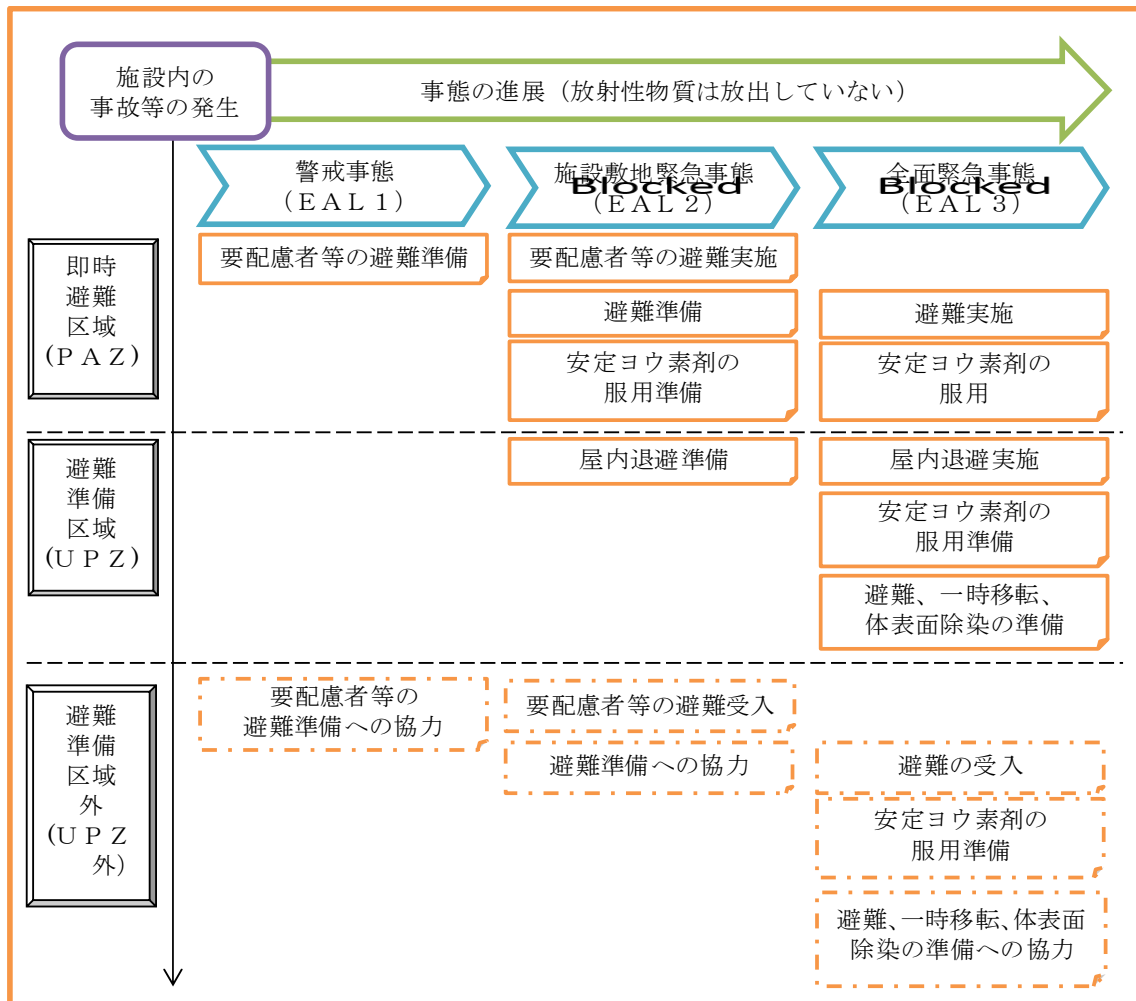 施設内の
事故等の発生
事態の進展（放射性物質は放出していない）
警戒事態
（ＥＡＬ１）
施設敷地緊急事態
Blocked
（ＥＡＬ２）
全面緊急事態
Blocked
（ＥＡＬ３）
即時
避難
区域
(ＰＡＺ)
要配慮者等の避難準備
要配慮者等の避難実施
避難準備
避難実施
安定ヨウ素剤の
服用準備
安定ヨウ素剤の
服用
避難
準備
区域
(ＵＰＺ)
屋内退避準備
屋内退避実施
安定ヨウ素剤の
服用準備
避難、一時移転、
体表面除染の準備
避難
準備
区域
外
(ＵＰＺ
外）
要配慮者等の
避難準備への協力
要配慮者等の避難受入
避難準備への協力
避難の受入
安定ヨウ素剤の
服用準備
避難、一時移転、体表面
除染の準備への協力